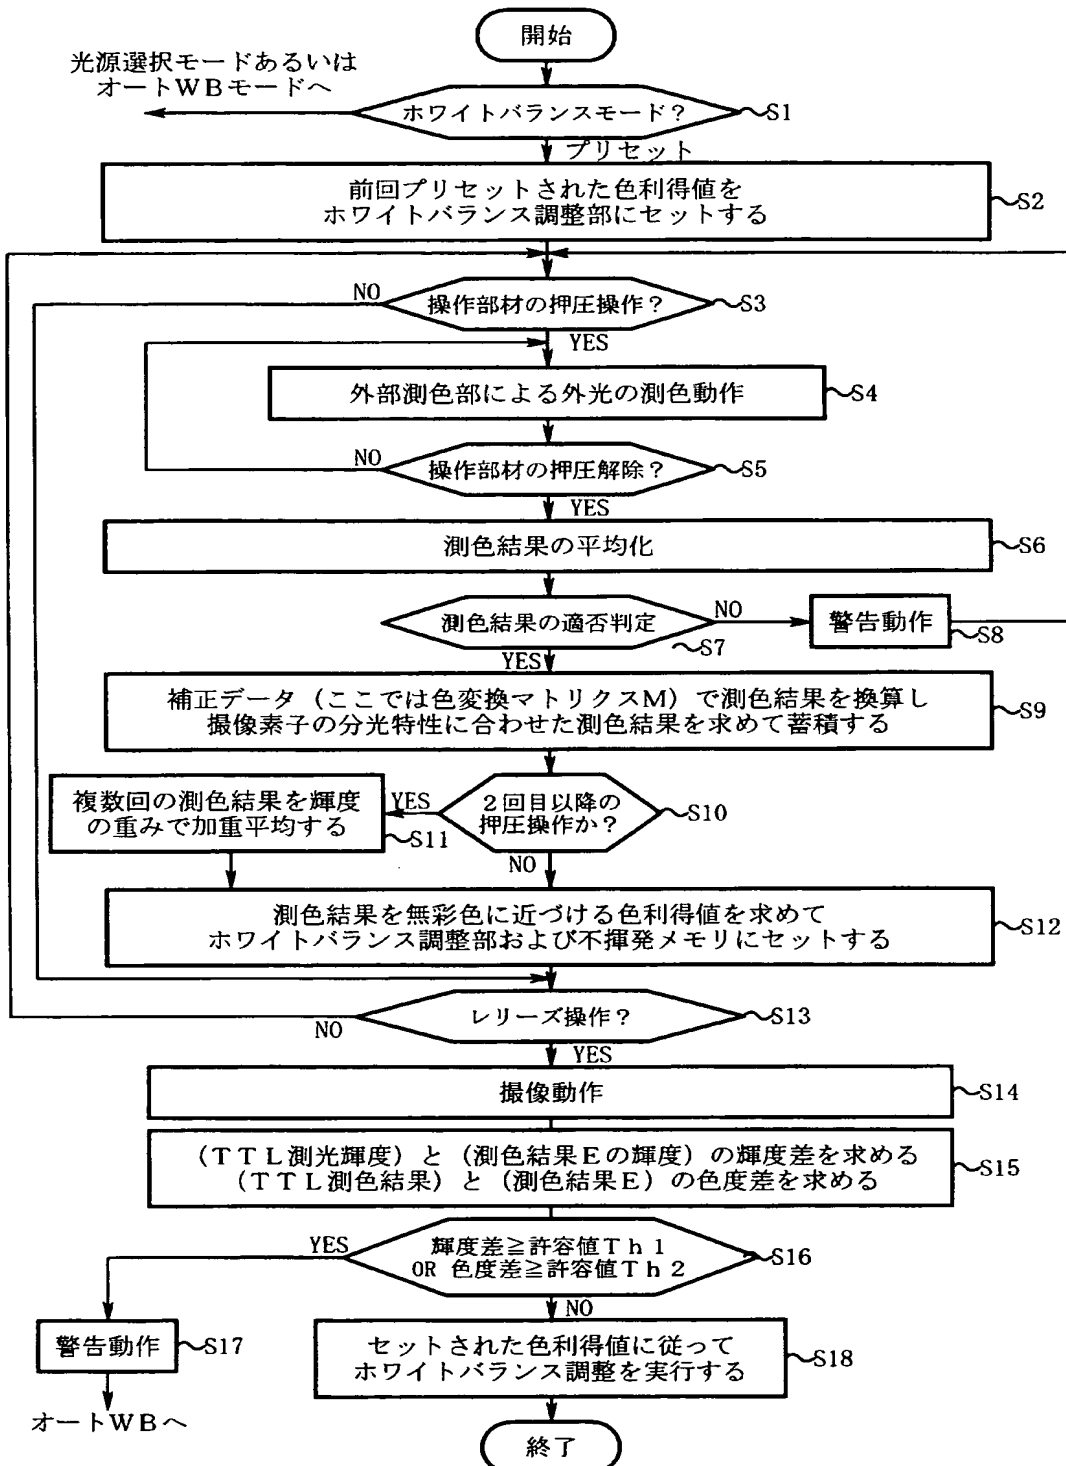 開始
光源選択モードあるいは
オートWBモードへ
ホワイトバランスモード？
S1
プリセット
前回プリセットされた色利得値を
ホワイトバランス調整部にセットする
S2
NO
操作部材の押圧操作？
S3
YES
外部測色部による外光の測色動作
S4
NO
操作部材の押圧解除？
S5
YES
測色結果の平均化
S6
測色結果の適否判定
NO
警告動作
S8
S7
YES
補正データ（ここでは色変換マトリクスM）で測色結果を換算し
撮像素子の分光特性に合わせた測色結果を求めて蓄積する
S9
複数回の測色結果を輝度
の重みで加重平均する
S11
YES
２回目以降の
押圧操作か？
S10
NO
測色結果を無彩色に近づける色利得値を求めて
ホワイトバランス調整部および不揮発メモリにセットする
S12
レリーズ操作？
S13
NO
YES
撮像動作
S14
（TTL測光輝度）と（測色結果Eの輝度）の輝度差を求める
（TTL測色結果）と（測色結果E）の色度差を求める
S15
YES
輝度差≧許容値Th1
OR 色度差≧許容値Th2
S16
NO
警告動作
S17
セットされた色利得値に従って
ホワイトバランス調整を実行する
S18
オートWBへ
終了